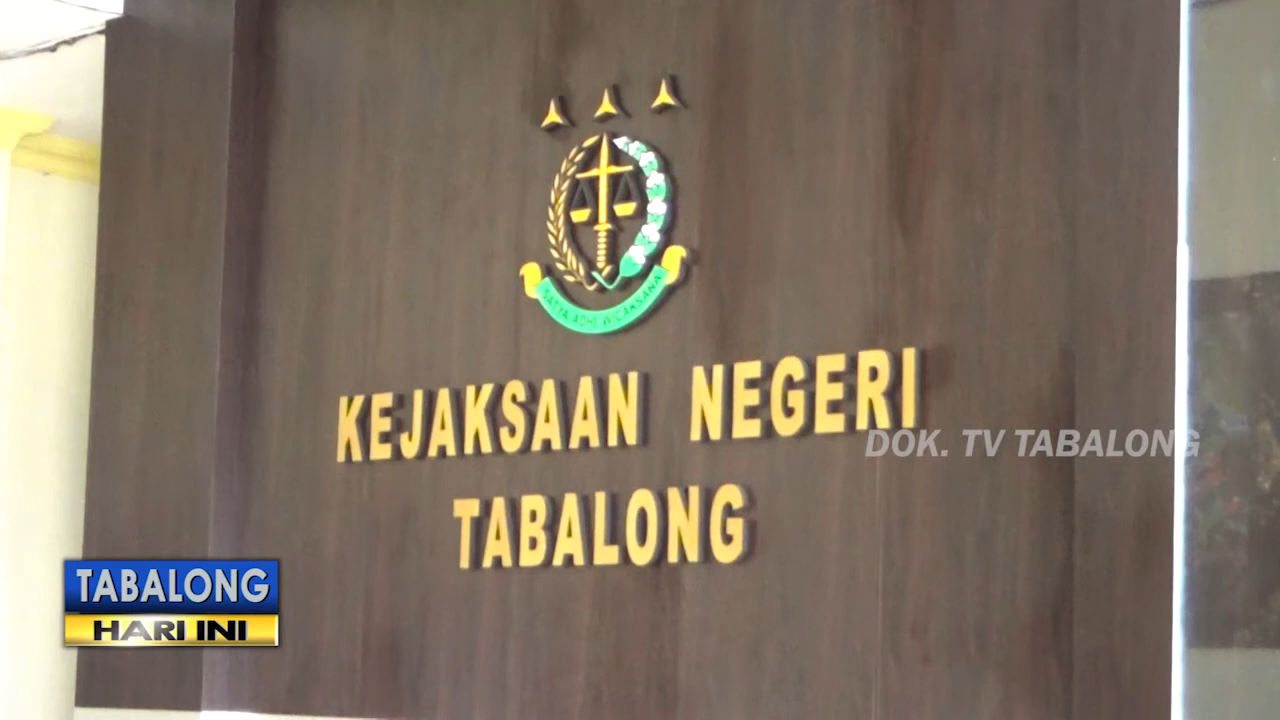 SATYA ADHI WICAKSANA
KEJAKSAAN NEGERI
TABALONG
DOK. TV TABALONG
TABALONG
HARI INI